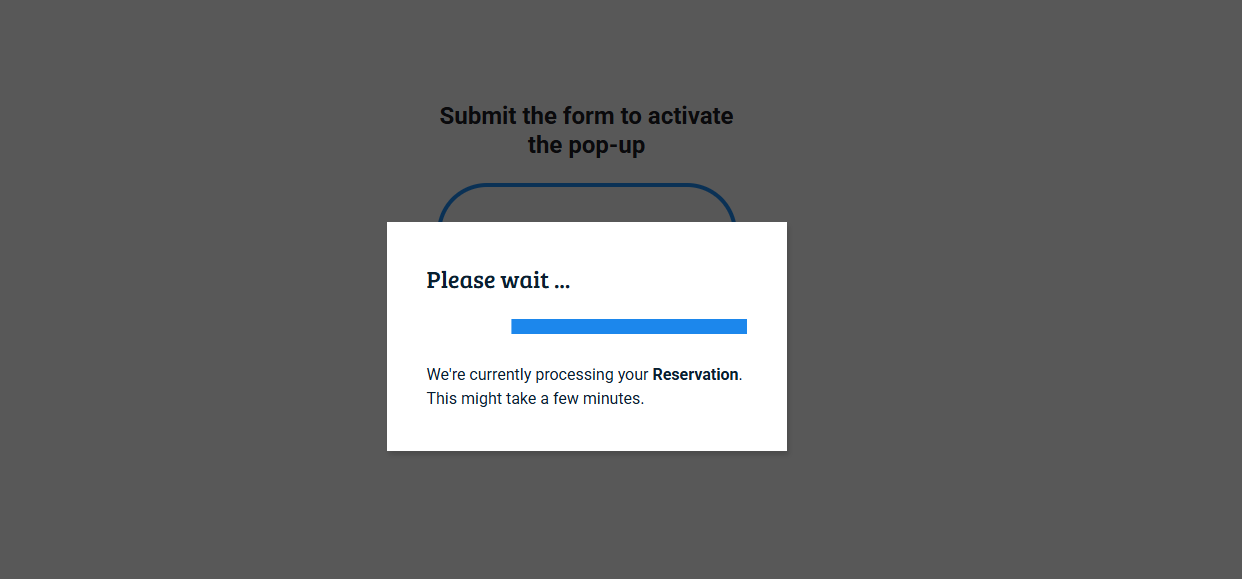 Submit the form to activate
the pop-up
Please wait ...
We're currently processing your Reservation.
This might take a few minutes.